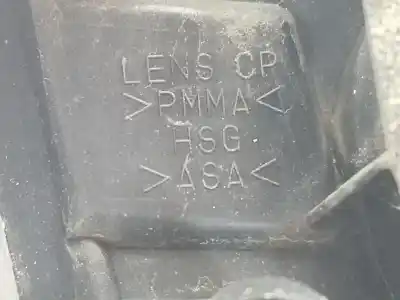 LENS CP
>PMMA<
HSG
>ASA<